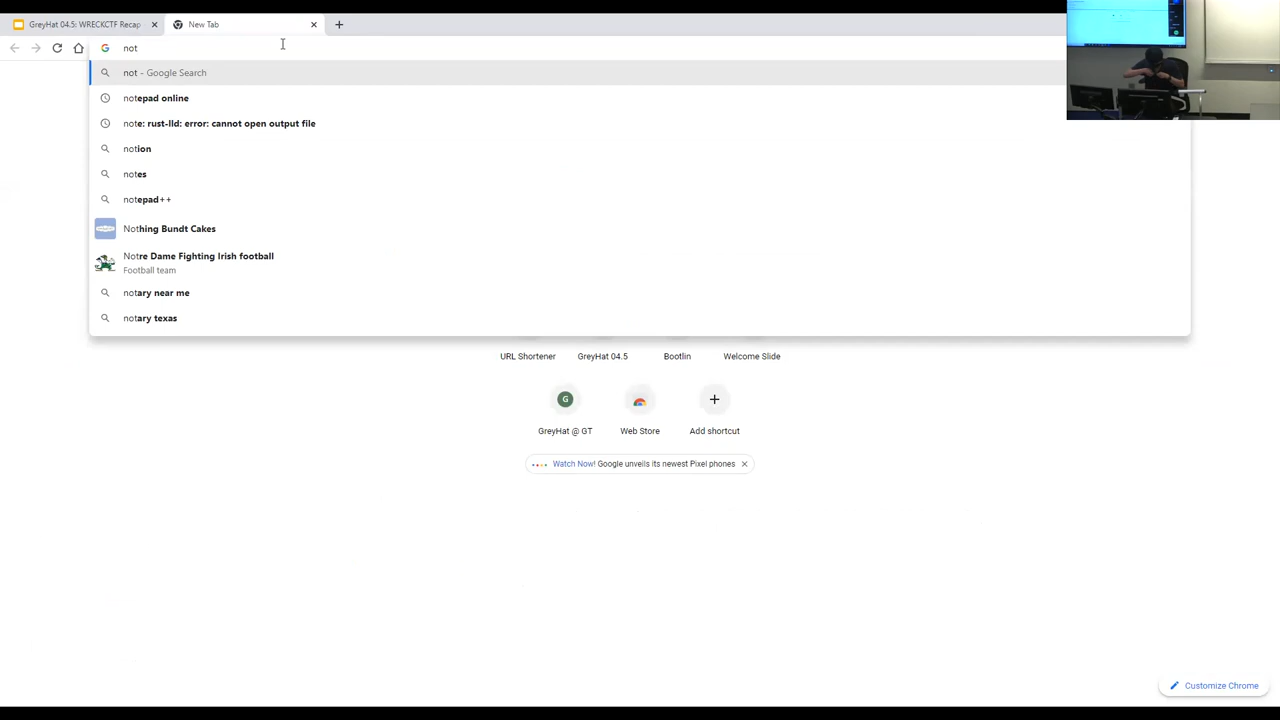 GreyHat 04.5: WRECKCTF Recap
New Tab
not
not - Google Search
notepad online
note: rust-lld: error: cannot open output file
notion
notes
notepad++
Nothing Bundt Cakes
Notre Dame Fighting Irish football
Football team
notary near me
notary texas
URL Shortener
GreyHat 04.5
Bootlin
Welcome Slide
G
GreyHat @ GT
Web Store
Add shortcut
Watch Now! Google unveils its newest Pixel phones
Customize Chrome